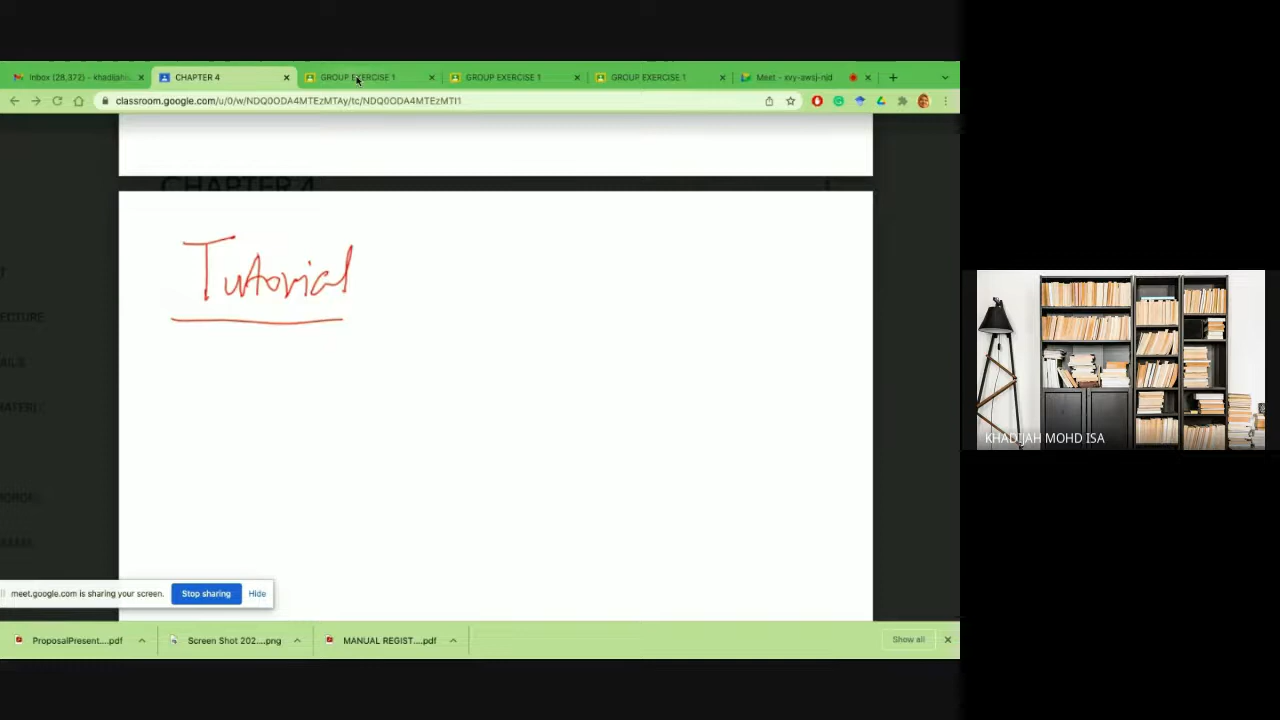 Inbox (28,372) - khadijah
CHAPTER 4
GROUP EXERCISE 1
GROUP EXERCISE 1
GROUP EXERCISE 1
Meet - xvy-awsj-njd
classroom.google.com/u/0/w/NDQ0ODA4MTEzMTAy/tc/NDQ0ODA4MTEzMTI1
CHAPTER 4
Tutorial
KHADIJAH MOHD ISA
meet.google.com is sharing your screen.
Stop sharing
Hide
ProposalPresent....pdf
Screen Shot 202....png
MANUAL REGIST....pdf
Show all